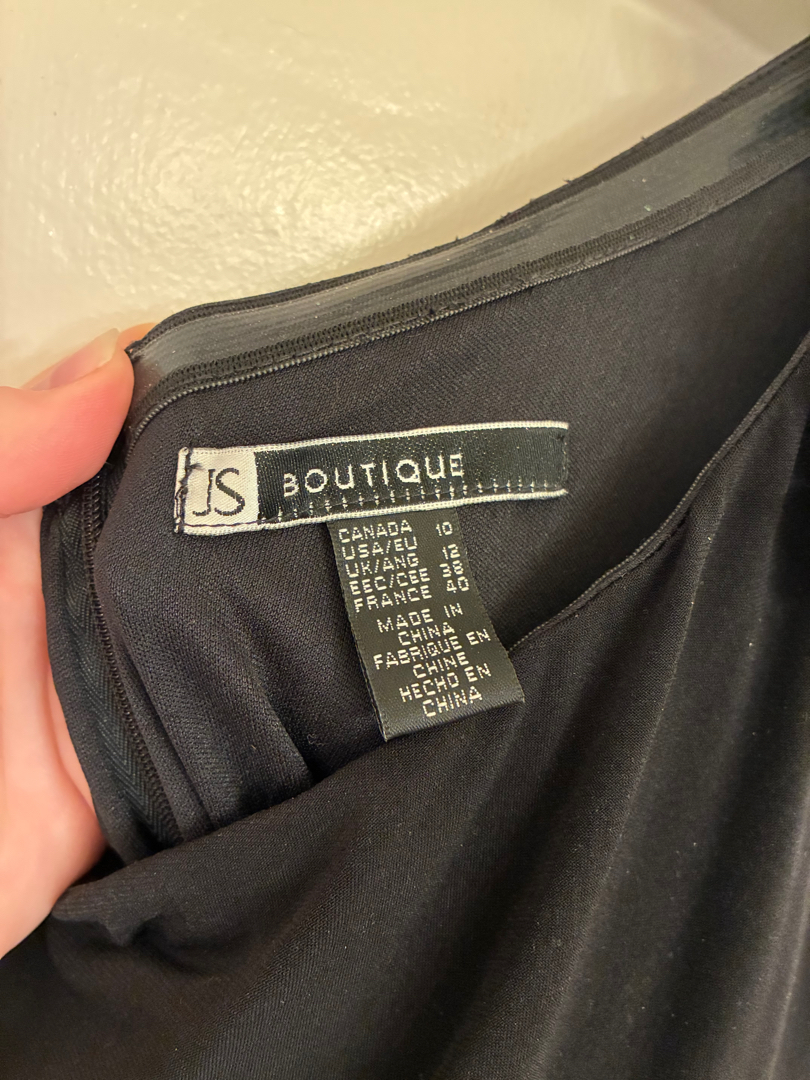 JS BOUTIQUE
CANADA 10
USA/EU
UK/ANG 12
EEC/CEE 38
FRANCE 40
MADE IN
CHINA
FABRIQUE EN
CHINE
HECHO EN
CHINA